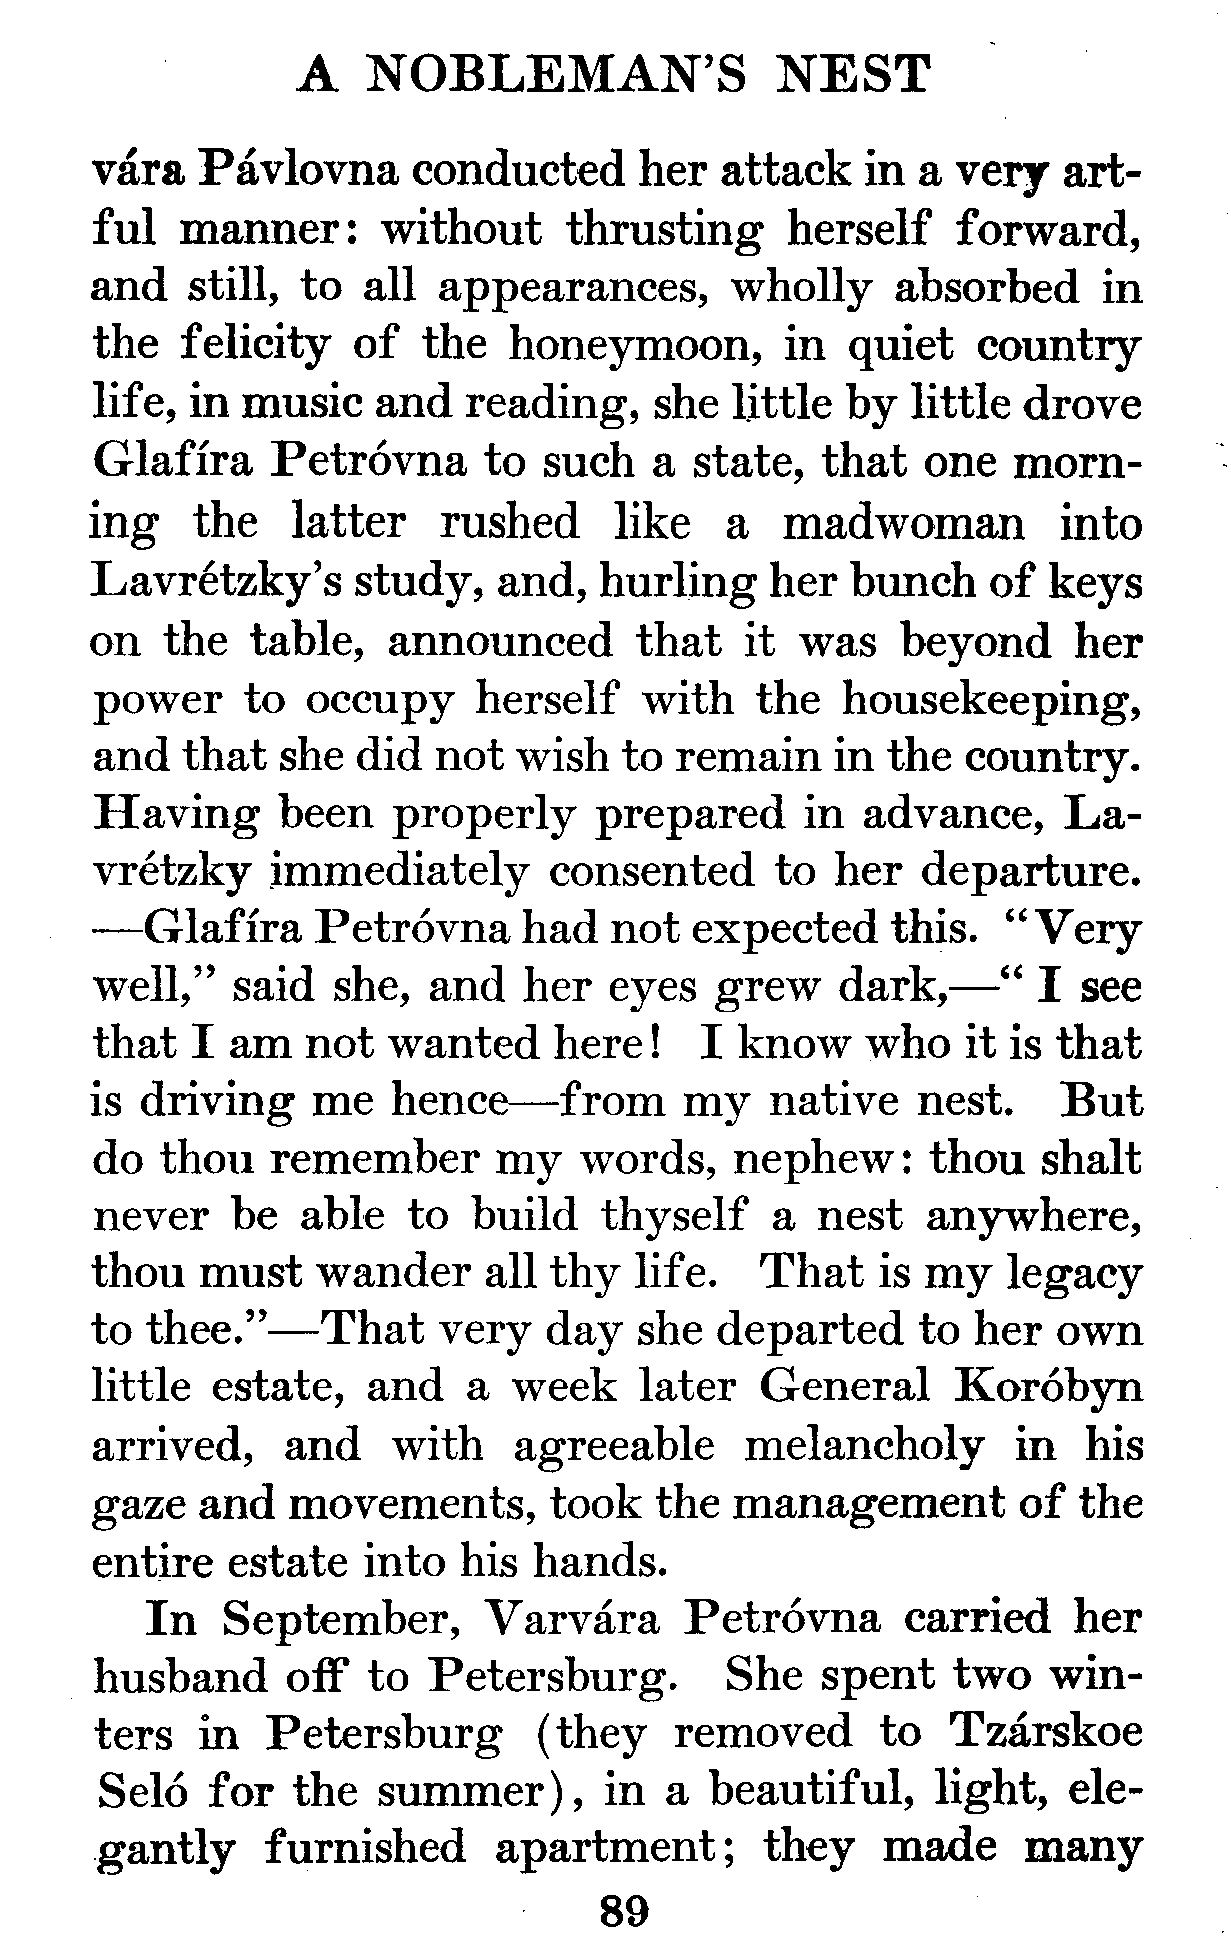 A NOBLEMAN'S NEST
vára Pávlovna conducted her attack in a very art-
ful manner: without thrusting herself forward,
and still, to all appearances, wholly absorbed in
the felicity of the honeymoon, in quiet country
life, in music and reading, she little by little drove
Glafíra Petróvna to such a state, that one morn-
ing the latter rushed like a madwoman into
Lavrétzky's study, and, hurling her bunch of keys
on the table, announced that it was beyond her
power to occupy herself with the housekeeping,
and that she did not wish to remain in the country.
Having been properly prepared in advance, La-
vrétzky immediately consented to her departure.
—Glafíra Petróvna had not expected this. "Very
well," said she, and her eyes grew dark,—"I see
that I am not wanted here! I know who it is that
is driving me hence—from my native nest. But
do thou remember my words, nephew: thou shalt
never be able to build thyself a nest anywhere,
thou must wander all thy life. That is my legacy
to thee."—That very day she departed to her own
little estate, and a week later General Koróbyn
arrived, and with agreeable melancholy in his
gaze and movements, took the management of the
entire estate into his hands.
In September, Varvára Petróvna carried her
husband off to Petersburg. She spent two win-
ters in Petersburg (they removed to Tzárskoe
Seló for the summer), in a beautiful, light, ele-
gantly furnished apartment; they made many
89